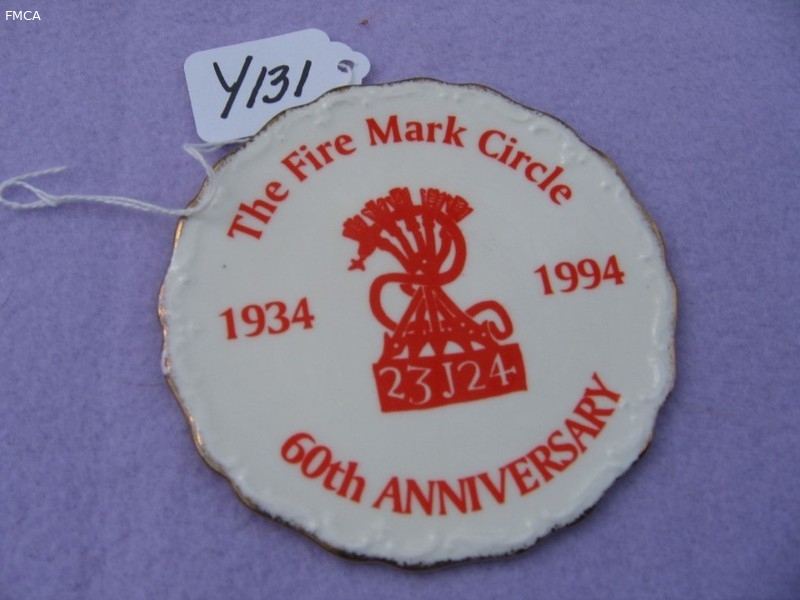 FMCA
Y131
The Fire Mark Circle
1934
1994
23J24
60th ANNIVERSARY